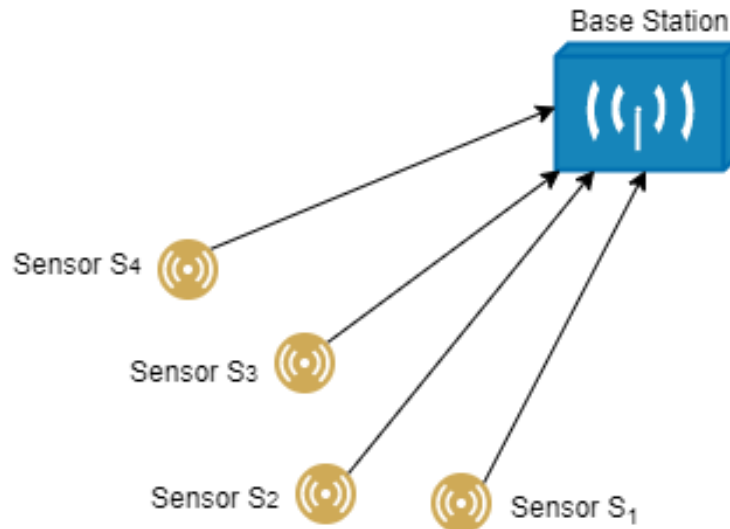 Base Station
Sensor S4
Sensor S3
Sensor S2
Sensor S₁